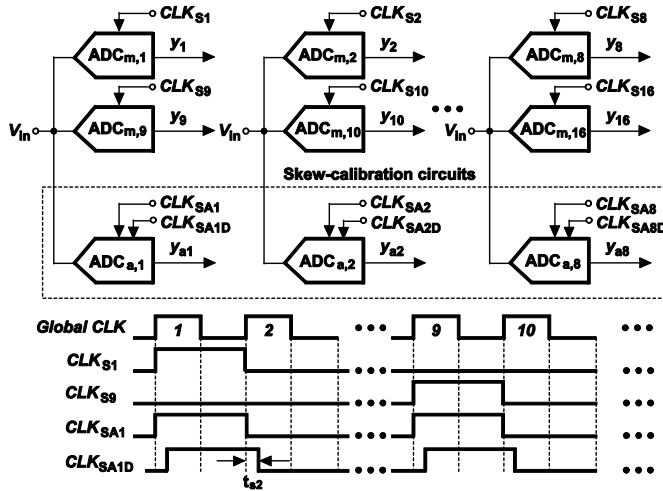 CLKS1 CLKS2 CLKS8
ADCm,1 y1 ADCm,2 y2 ADCm,8 y8
CLKS9 CLKS10 CLKS16
Vin ADCm,9 y9 Vin ADCm,10 y10 ●●● Vin ADCm,16 y16
Skew-calibration circuits
CLKSA1 CLKSA2 CLKSA8
CLKSA1D CLKSA2D CLKSA8D
ADCa,1 ya1 ADCa,2 ya2 ADCa,8 ya8
Global CLK 1 2 ●●● 9 10 ●●●
CLKS1 ●●● ●●●
CLKS9 ●●● ●●●
CLKSA1 ●●● ●●●
CLKSA1D ●●● ●●●
ts2